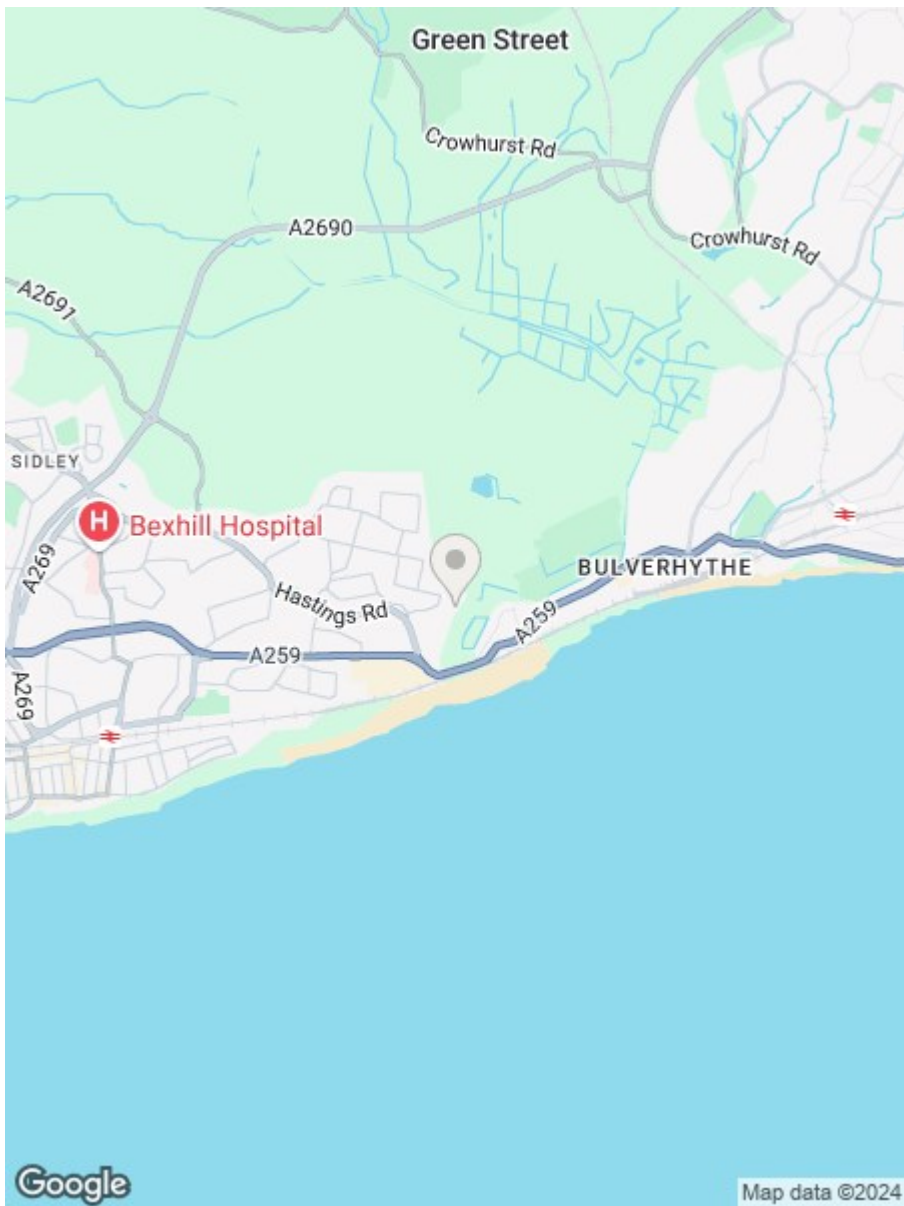 Green Street
Crowhurst Rd
A2690
Crowhurst Rd
A2691
SIDLEY
H
Bexhill Hospital
A269
Hastings Rd
BULVERHYTHE
A259
A259
A269
Google
Map data ©2024